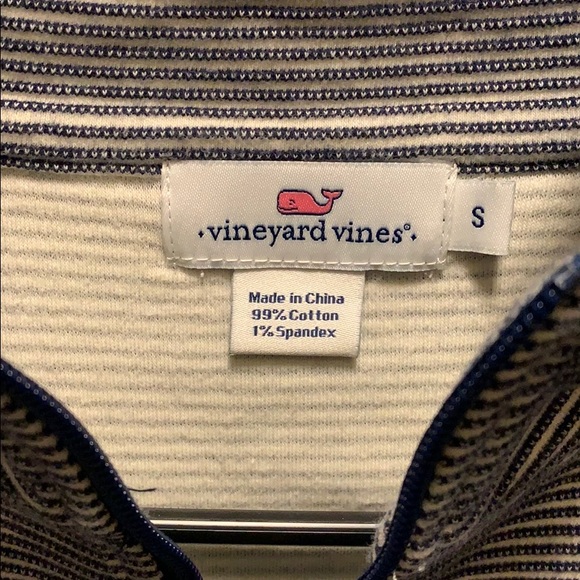 vineyard vines®
S
Made in China
99% Cotton
1% Spandex